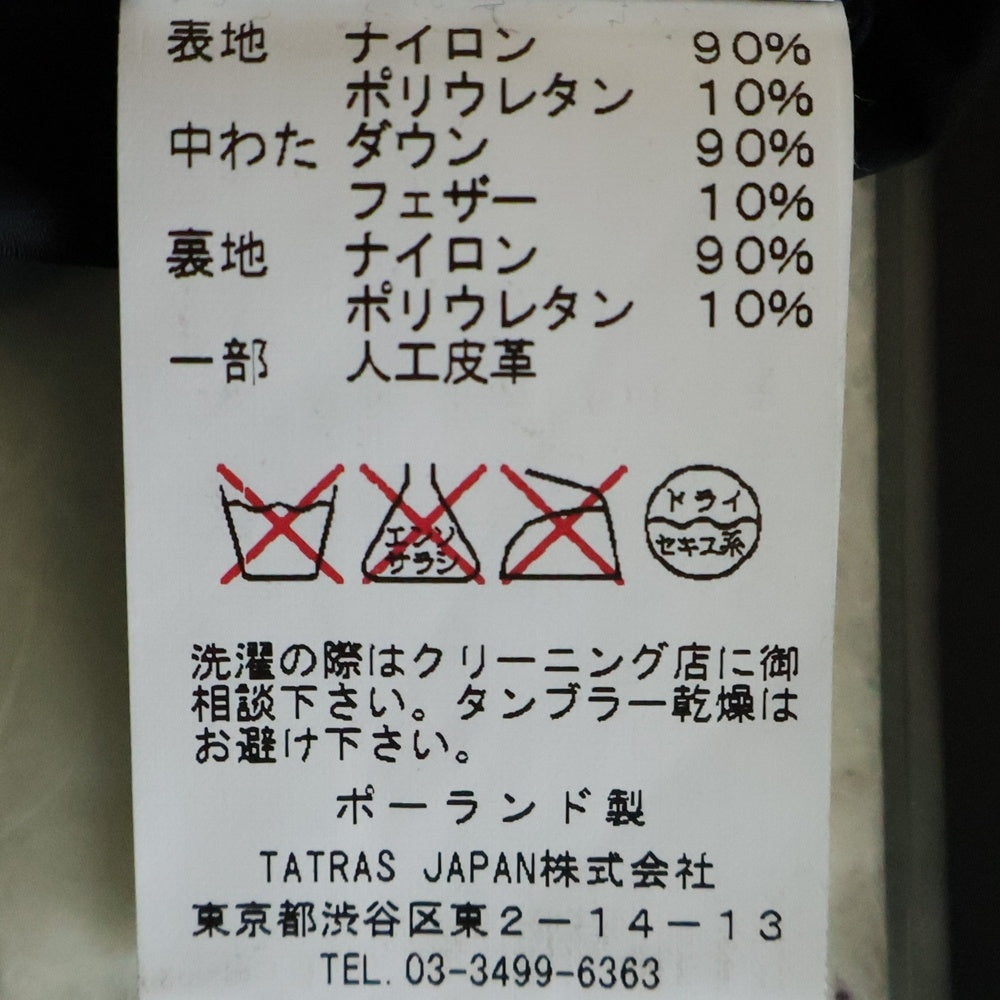 表地 ナイロン 90%
ポリウレタン 10%
中わた ダウン 90%
フェザー 10%
裏地 ナイロン 90%
ポリウレタン 10%
一部 人工皮革
エンソ
サラシ
ドライ
セキユ系
洗濯の際はクリーニング店に御
相談下さい。タンブラー乾燥は
お避け下さい。
ポーランド製
TATRAS JAPAN株式会社
東京都渋谷区東2-14-13
TEL. 03-3499-6363